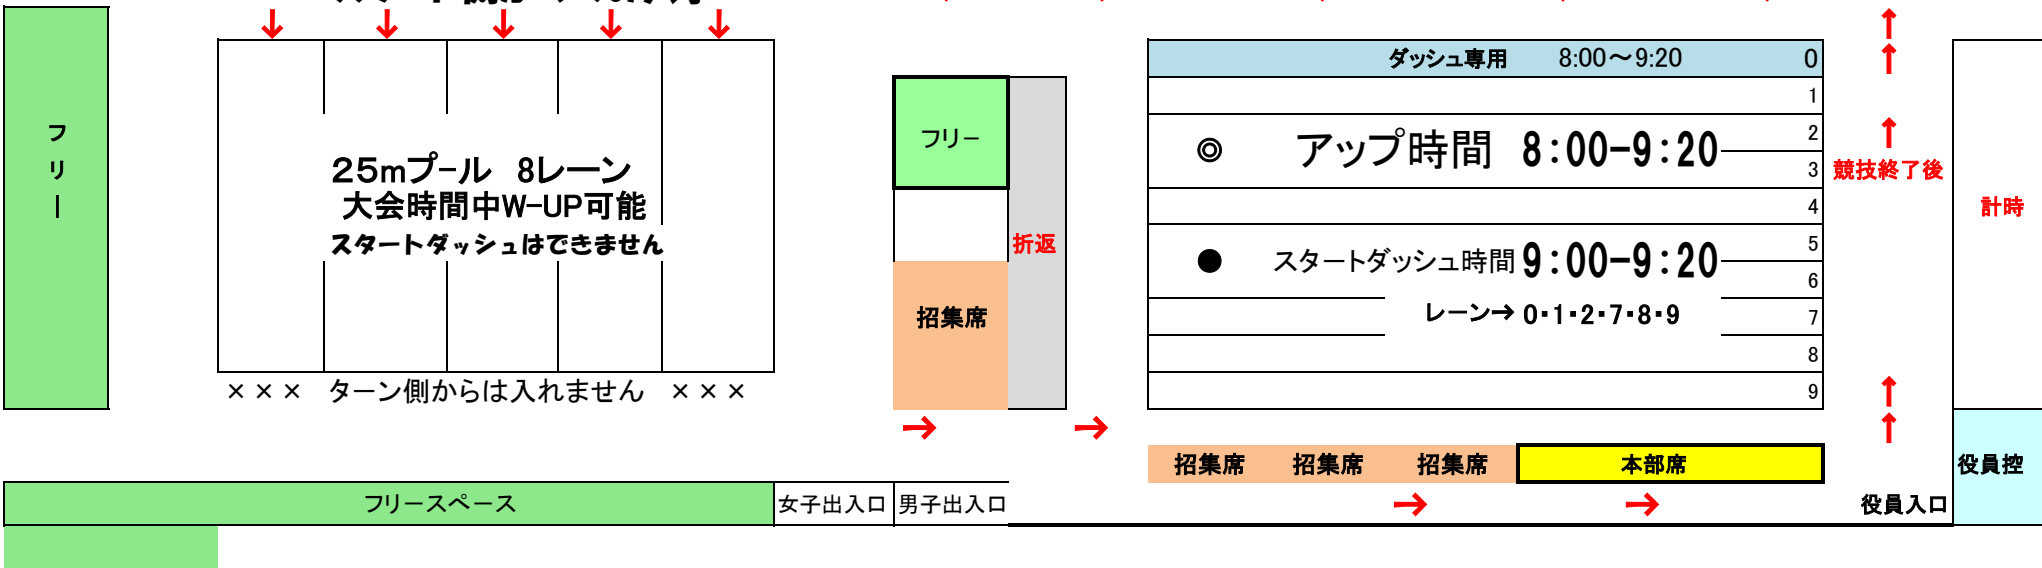 ダッシュ専用 8:00～9:20 0
1
2
◎ アップ時間 8:00-9:20
3
4
5
● スタートダッシュ時間 9:00-9:20
6
レーン→ 0・1・2・7・8・9
7
8
9
フリー
25mプール 8レーン
大会時間中W-UP可能
スタートダッシュはできません
××× ターン側からは入れません ×××
フリー
折返
招集席
競技終了後
計時
招集席 招集席 招集席 本部席
役員控
フリースペース 女子出入口 男子出入口
役員入口